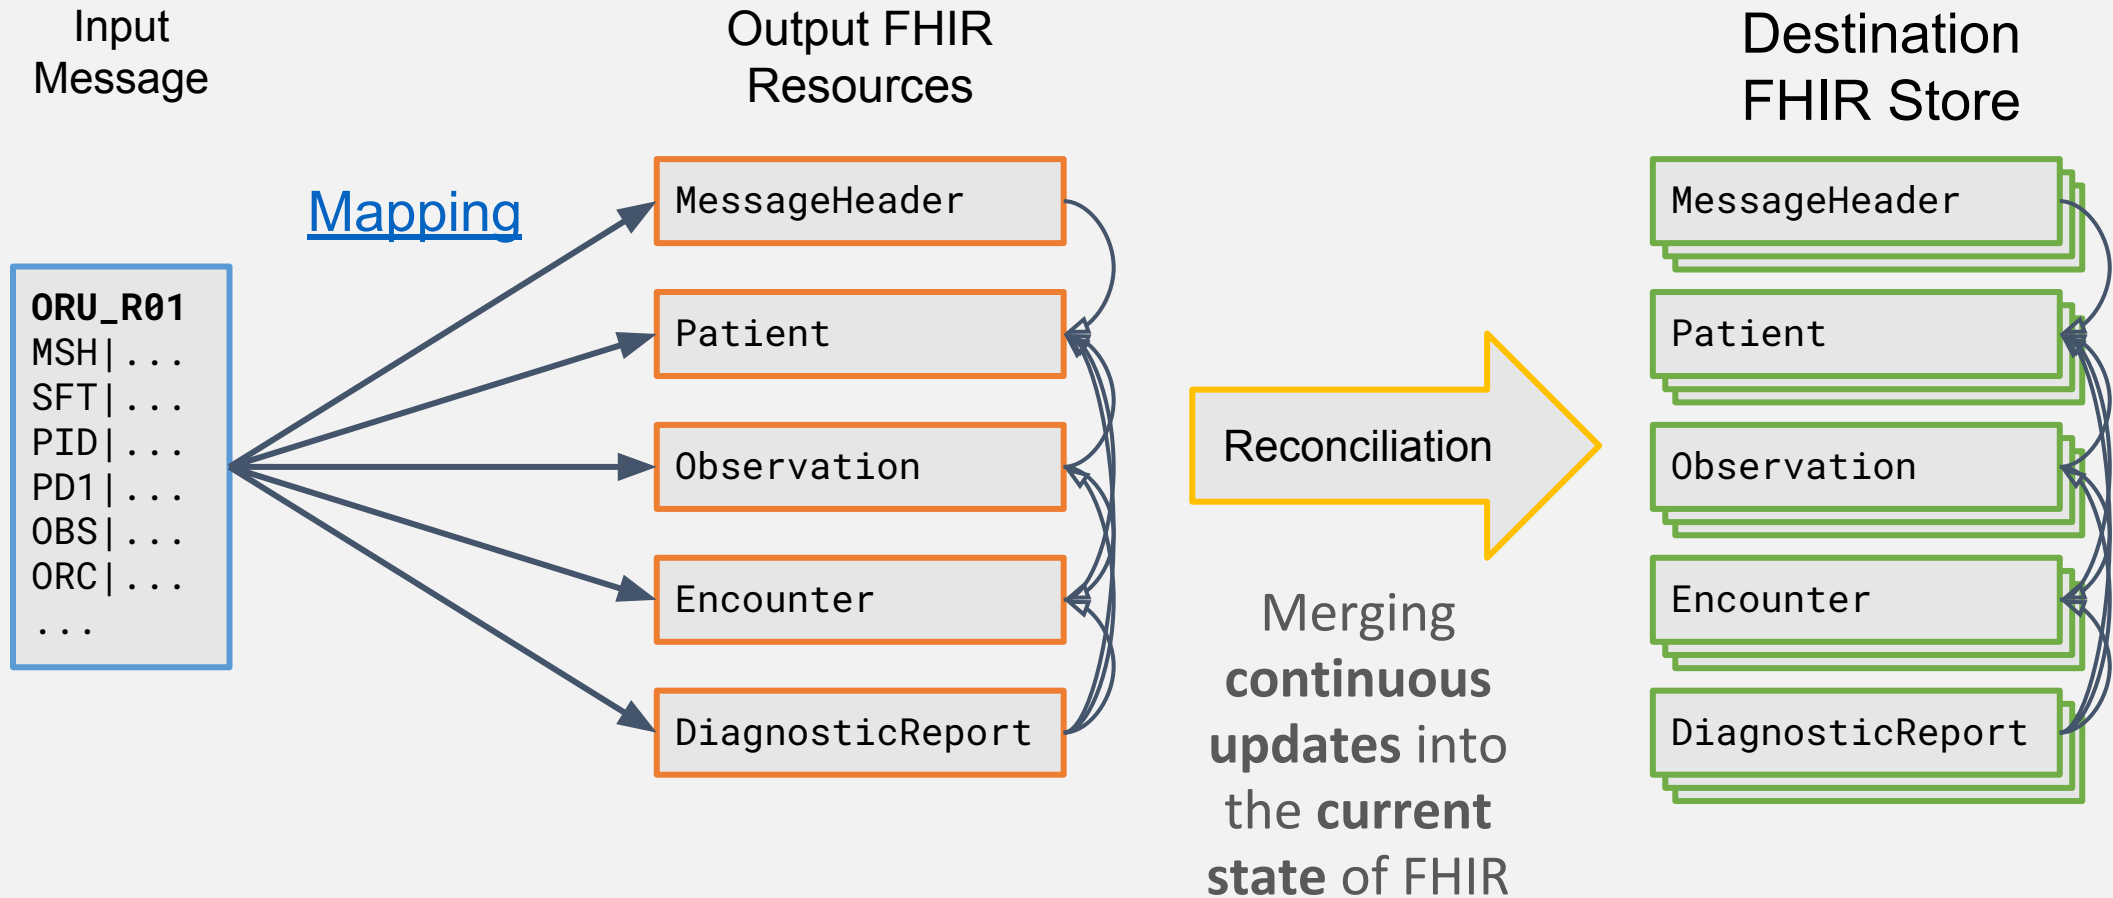 Input
Message
Output FHIR
Resources
Destination
FHIR Store
Mapping
ORU_R01
MSH|...
SFT|...
PID|...
PD1|...
OBS|...
ORC|...
...
MessageHeader
Patient
Observation
Encounter
DiagnosticReport
Reconciliation
Merging
continuous
updates into
the current
state of FHIR
MessageHeader
Patient
Observation
Encounter
DiagnosticReport